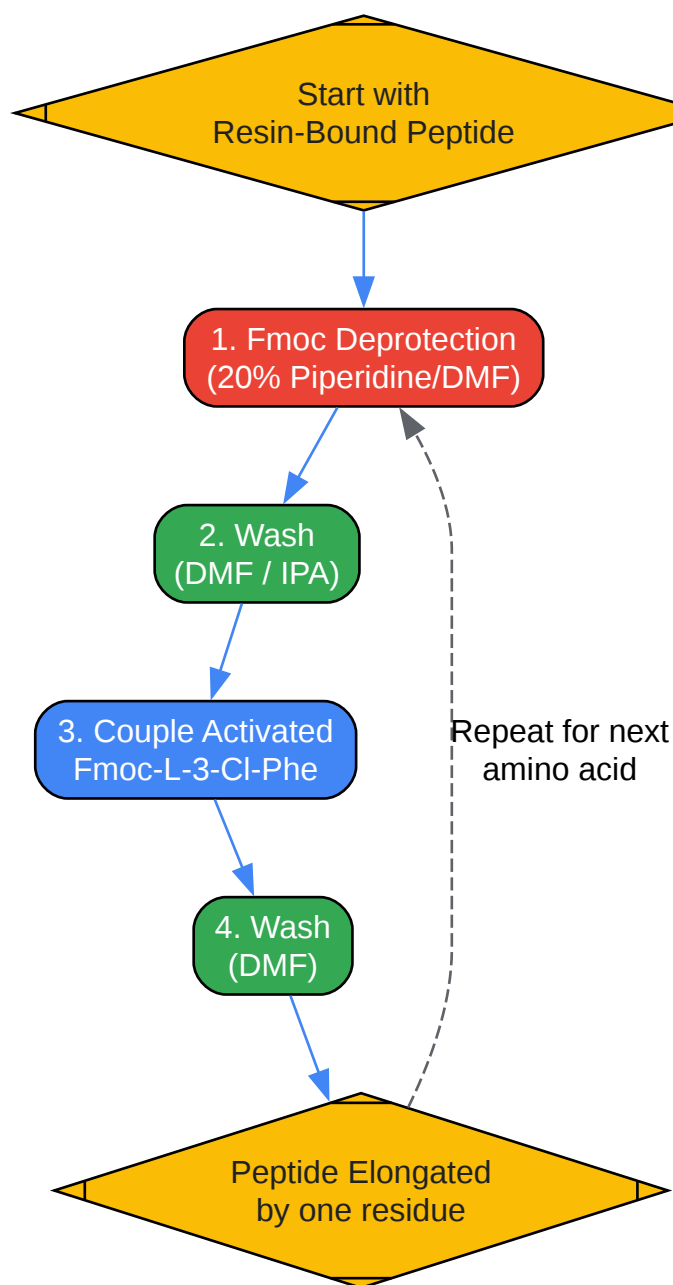 Start with
Resin-Bound Peptide
1. Fmoc Deprotection
(20% Piperidine/DMF)
2. Wash
(DMF / IPA)
3. Couple Activated
Fmoc-L-3-Cl-Phe
Repeat for next
amino acid
4. Wash
(DMF)
Peptide Elongated
by one residue